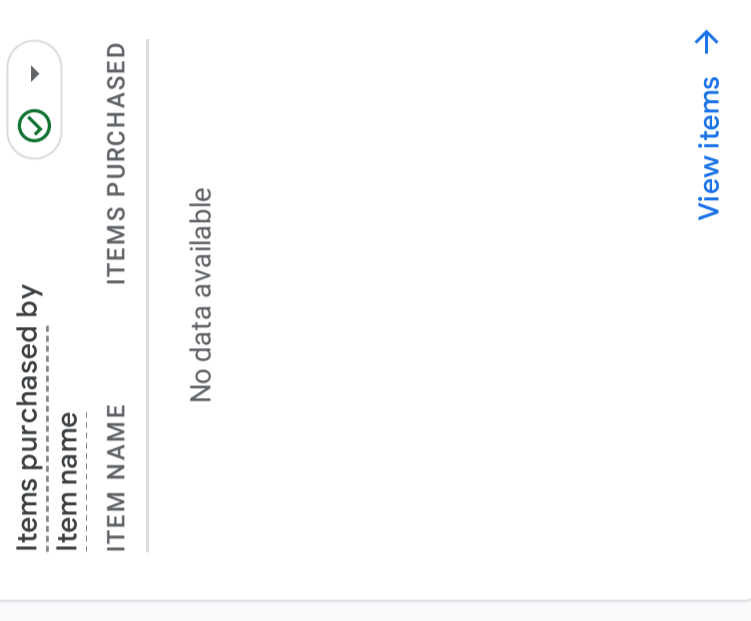 Items purchased by
Item name
ITEM NAME ITEMS PURCHASED
No data available
View items →